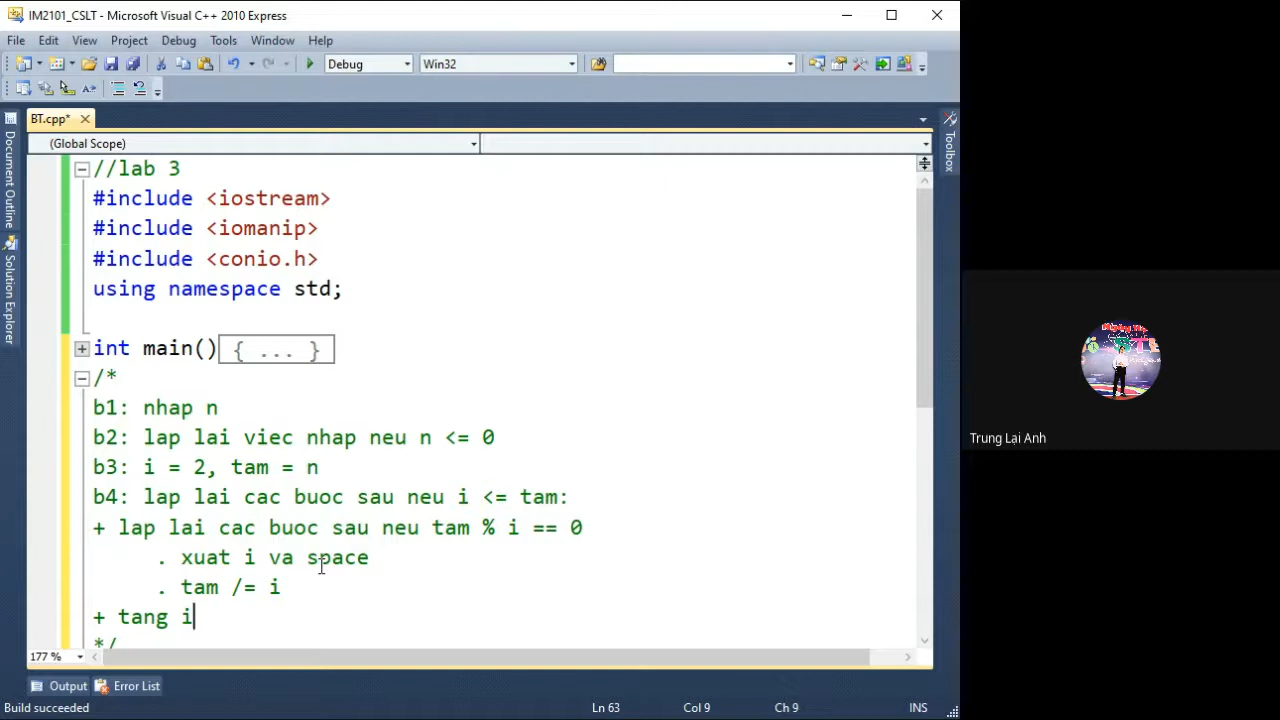 IM2101_CSLT - Microsoft Visual C++ 2010 Express
File Edit View Project Debug Tools Window Help
Debug Win32
BT.cpp*
(Global Scope)
Document Outline
Solution Explorer
Toolbox
//lab 3
#include <iostream>
#include <iomanip>
#include <conio.h>
using namespace std;
int main(){ ... }
/*
b1: nhap n
b2: lap lai viec nhap neu n <= 0
b3: i = 2, tam = n
b4: lap lai cac buoc sau neu i <= tam:
+ lap lai cac buoc sau neu tam % i == 0
. xuat i va space
. tam /= i
+ tang i
*/
177 %
Output Error List
Build succeeded Ln 63 Col 9 Ch 9 INS
Trung Lai Anh